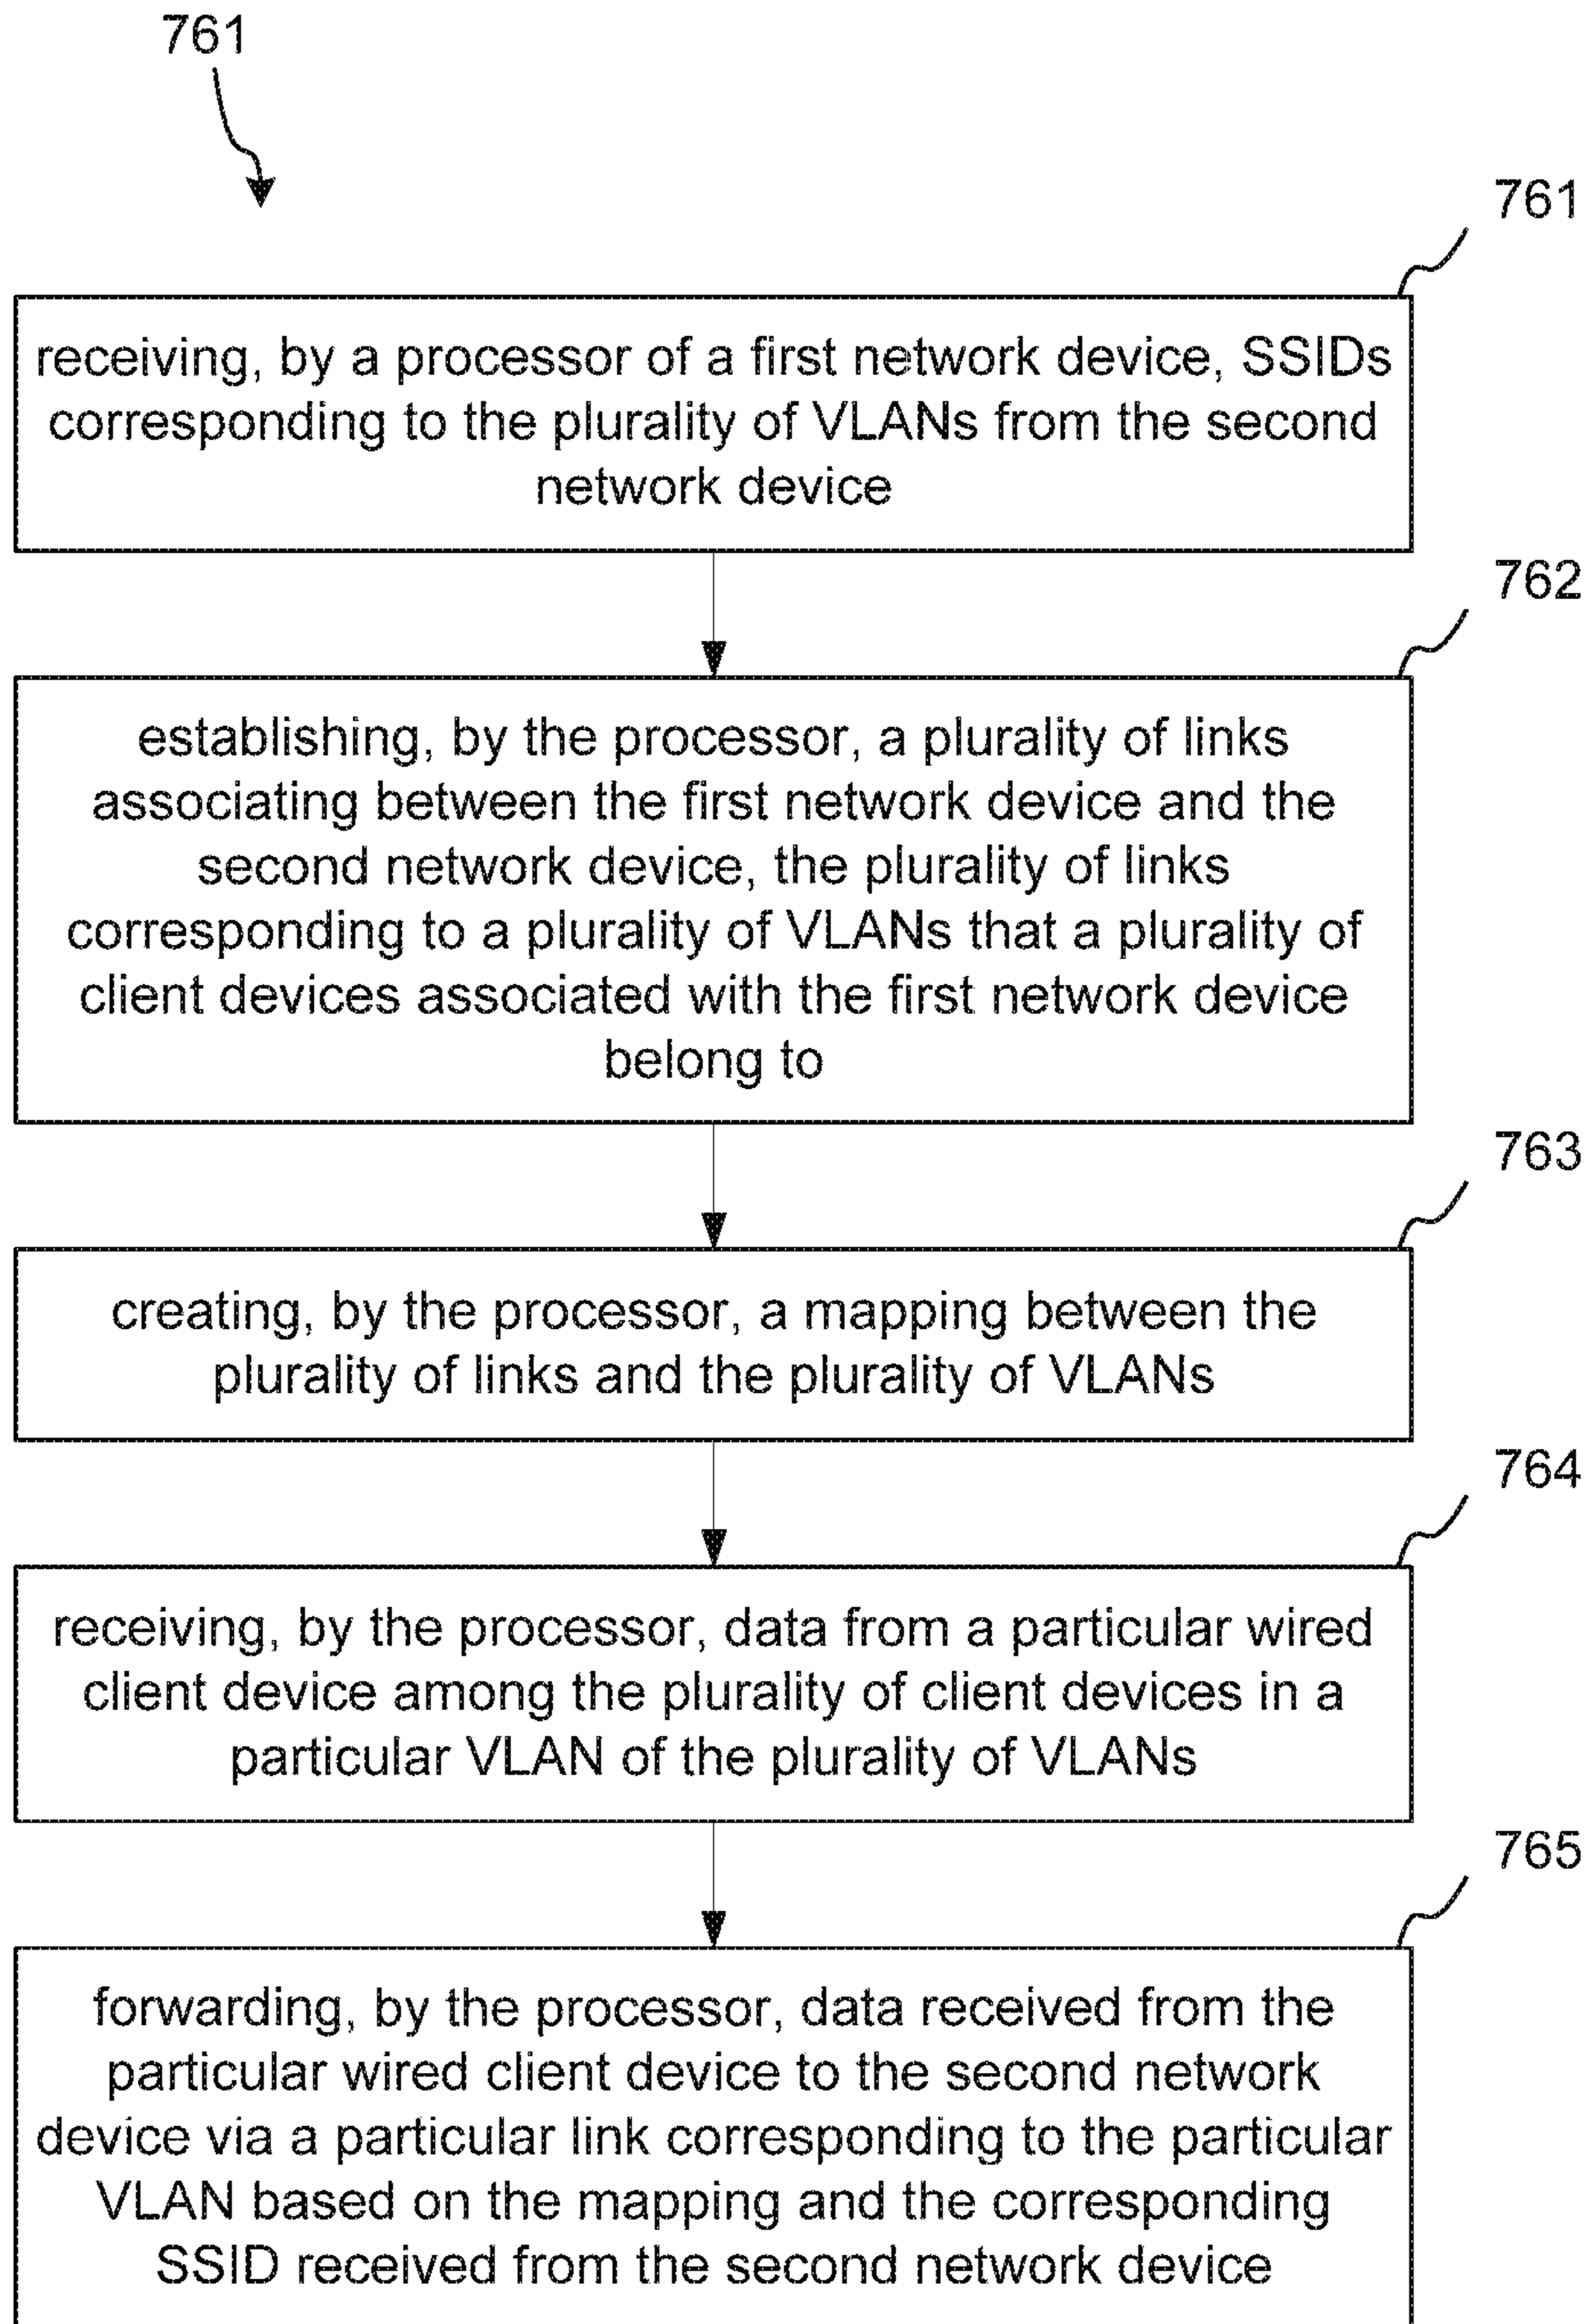 761
761
receiving, by a processor of a first network device, SSIDs
corresponding to the plurality of VLANs from the second
network device
762
establishing, by the processor, a plurality of links
associating between the first network device and the
second network device, the plurality of links
corresponding to a plurality of VLANs that a plurality of
client devices associated with the first network device
belong to
763
creating, by the processor, a mapping between the
plurality of links and the plurality of VLANs
764
receiving, by the processor, data from a particular wired
client device among the plurality of client devices in a
particular VLAN of the plurality of VLANs
765
forwarding, by the processor, data received from the
particular wired client device to the second network
device via a particular link corresponding to the particular
VLAN based on the mapping and the corresponding
SSID received from the second network device